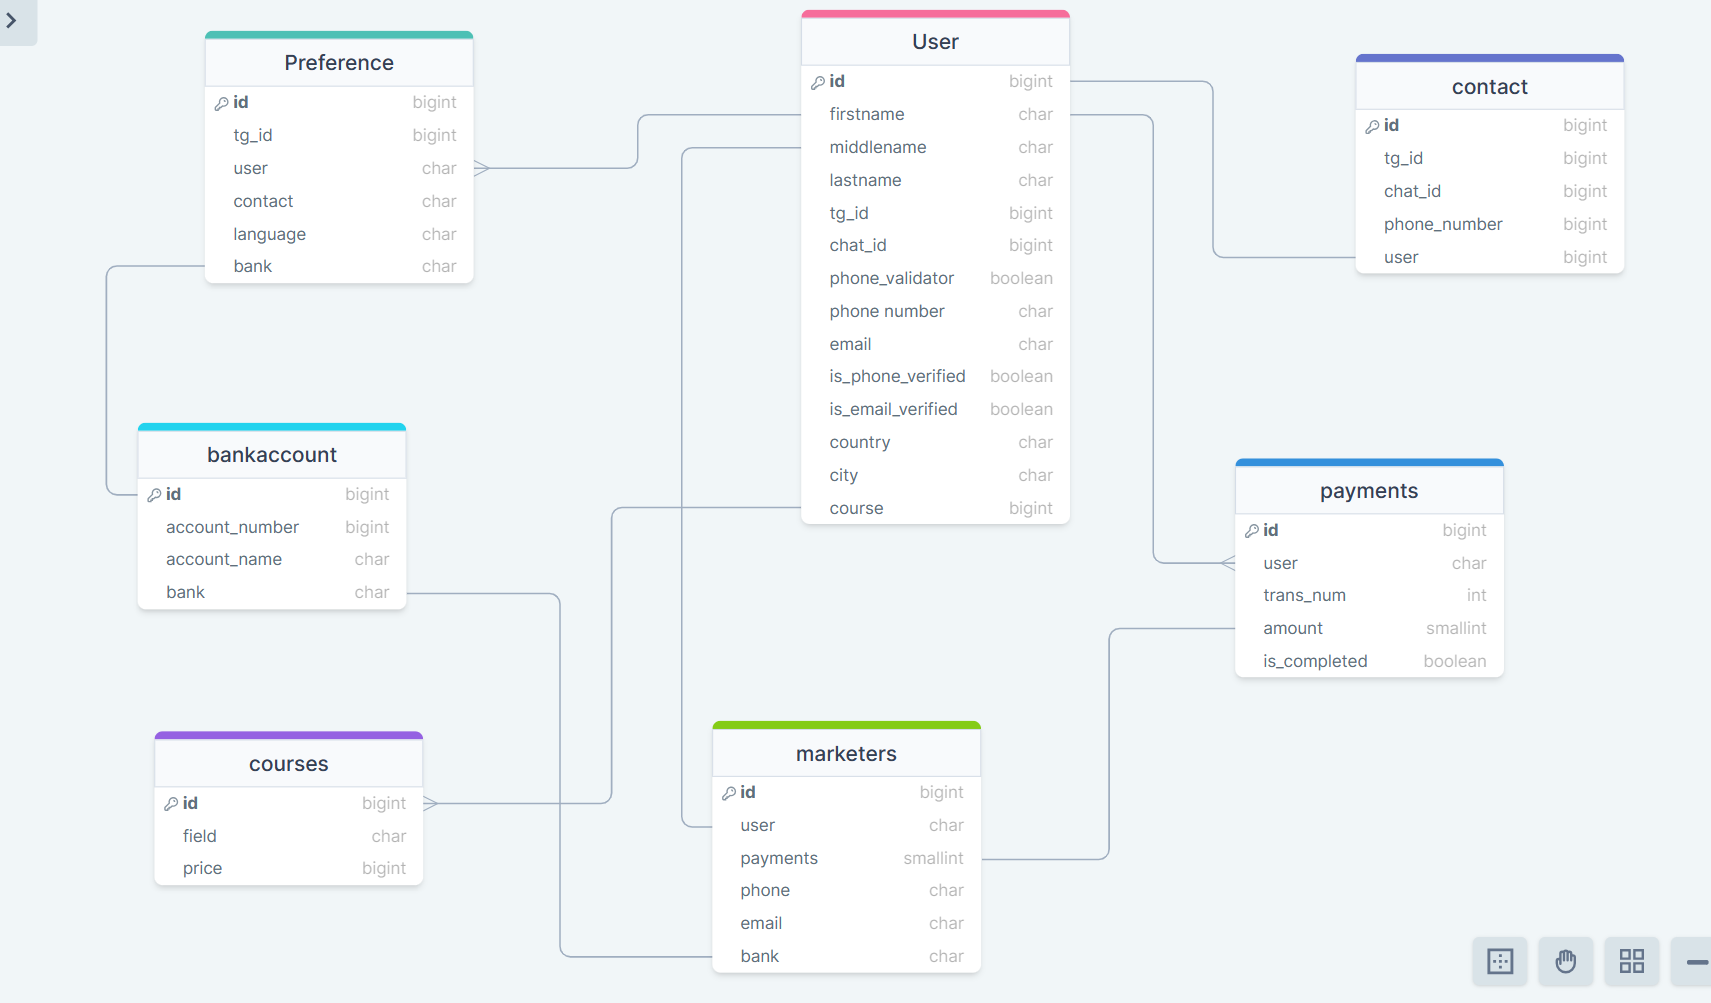 Preference
id bigint
tg_id bigint
user char
contact char
language char
bank char
User
id bigint
firstname char
middlename char
lastname char
tg_id bigint
chat_id bigint
phone_validator boolean
phone number char
email char
is_phone_verified boolean
is_email_verified boolean
country char
city char
course bigint
contact
id bigint
tg_id bigint
chat_id bigint
phone_number bigint
user bigint
bankaccount
id bigint
account_number bigint
account_name char
bank char
payments
id bigint
user char
trans_num int
amount smallint
is_completed boolean
courses
id bigint
field char
price bigint
marketers
id bigint
user char
payments smallint
phone char
email char
bank char